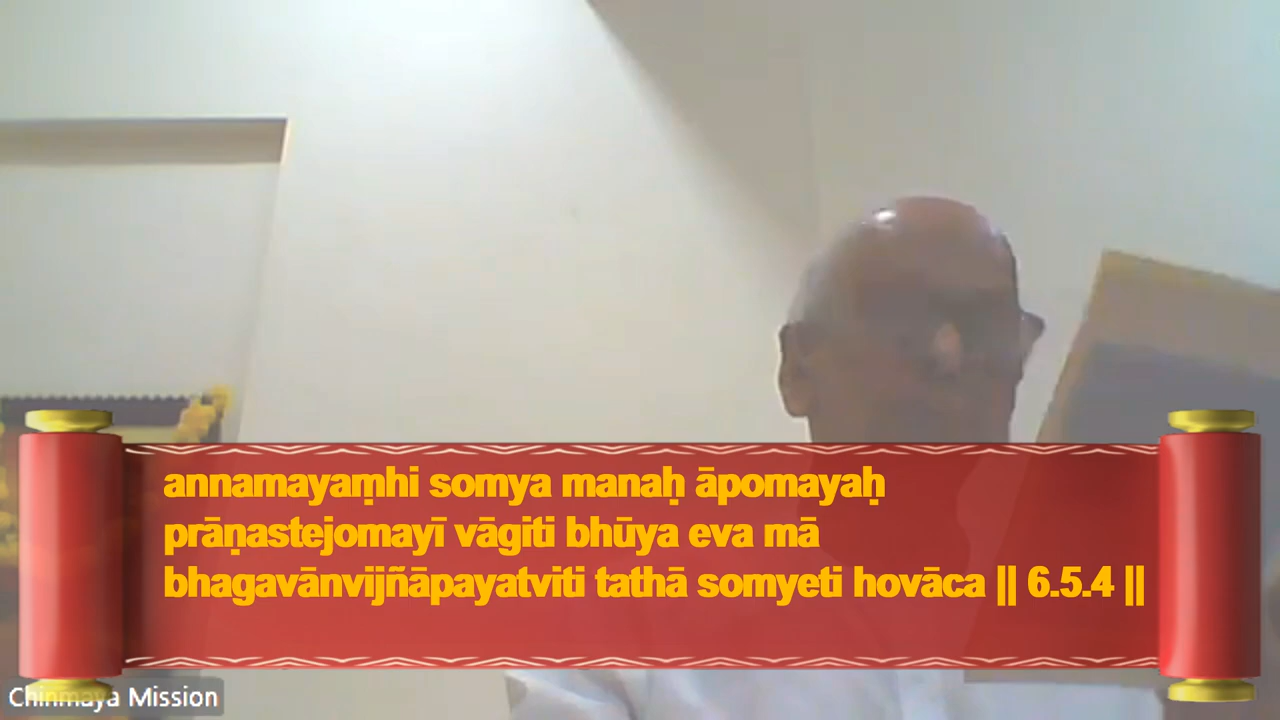 annamayaṃhi somya manaḥ āpomayaḥ
prāṇastejomayī vāgiti bhūya eva mā
bhagavānvijñāpayatviti tathā somyeti hovāca || 6.5.4 ||
Chinmaya Mission